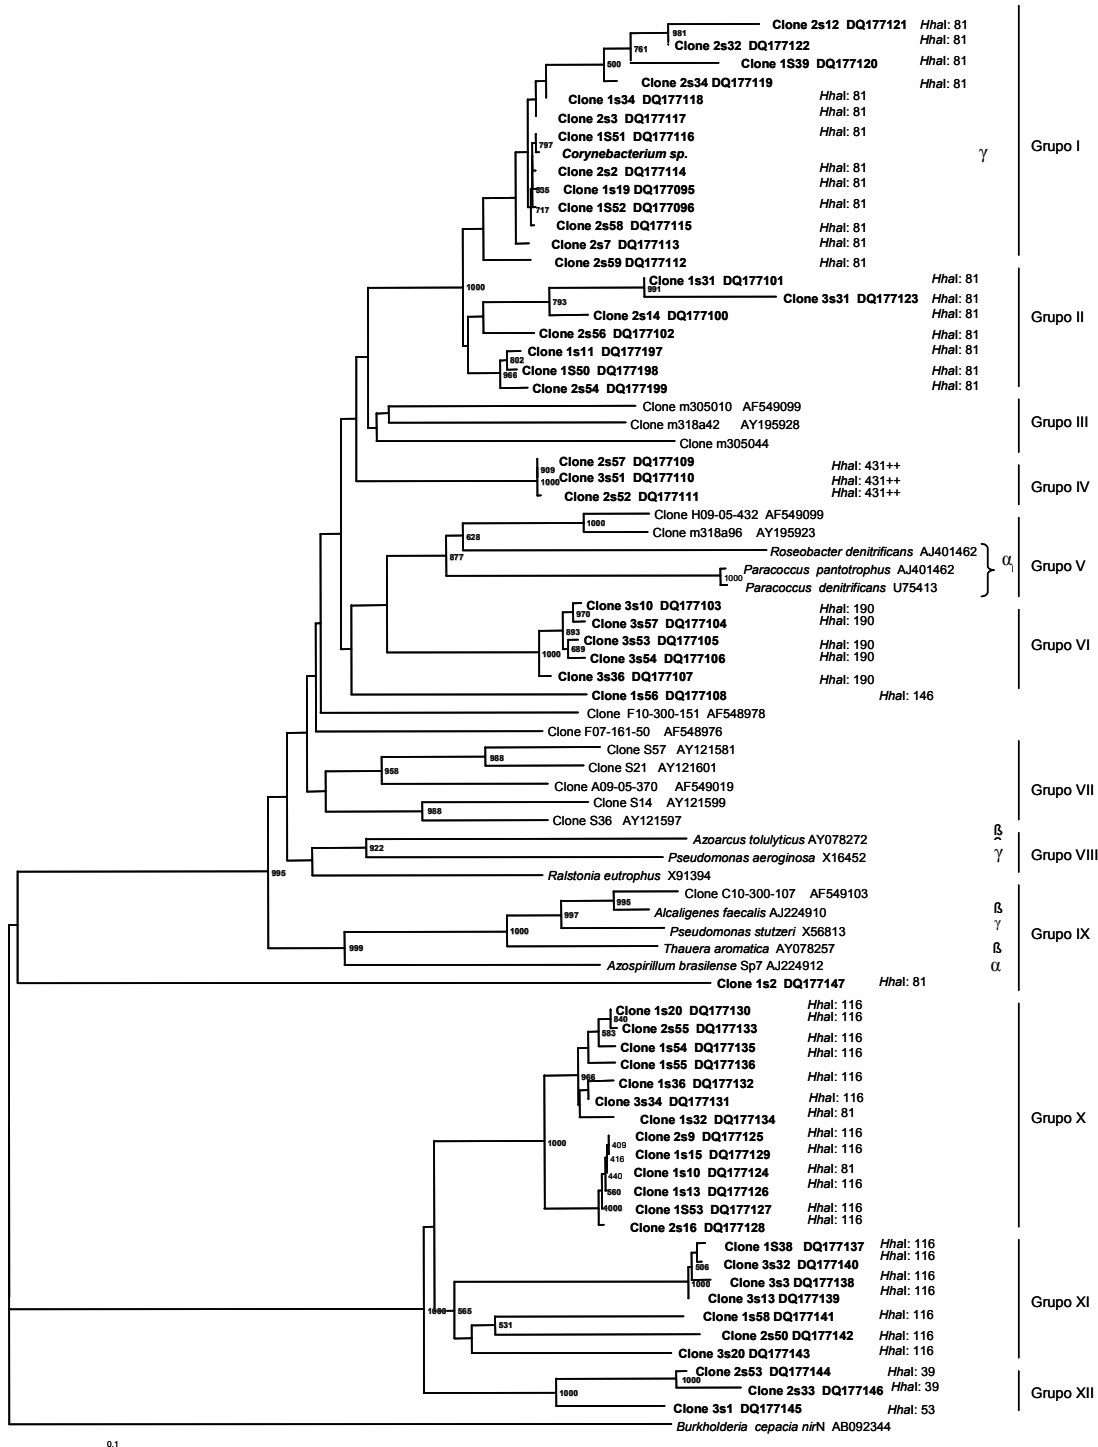 Clone 2s12 DQ177121 HhaI: 81
981
Clone 2s32 DQ177122 HhaI: 81
761
Clone 1S39 DQ177120 HhaI: 81
500
Clone 2s34 DQ177119 HhaI: 81
Clone 1s34 DQ177118 HhaI: 81
Clone 2s3 DQ177117 HhaI: 81
Clone 1S51 DQ177116 HhaI: 81
797
Corynebacterium sp.
γ
Grupo I
Clone 2s2 DQ177114 HhaI: 81
Clone 1s19 DQ177095 HhaI: 81
535
Clone 1S52 DQ177096 HhaI: 81
717
Clone 2s58 DQ177115 HhaI: 81
Clone 2s7 DQ177113 HhaI: 81
Clone 2s59 DQ177112 HhaI: 81
Clone 1s31 DQ177101 HhaI: 81
1000
991
Clone 3s31 DQ177123 HhaI: 81
793
Clone 2s14 DQ177100 HhaI: 81
Grupo II
Clone 2s56 DQ177102 HhaI: 81
Clone 1s11 DQ177197 HhaI: 81
802
Clone 1S50 DQ177198 HhaI: 81
966
Clone 2s54 DQ177199 HhaI: 81
Clone m305010 AF549099
Clone m318a42 AY195928
Grupo III
Clone m305044
Clone 2s57 DQ177109 HhaI: 431++
909
1000
Clone 3s51 DQ177110 HhaI: 431++
Grupo IV
Clone 2s52 DQ177111 HhaI: 431++
Clone H09-05-432 AF549099
1000
Clone m318a96 AY195923
628
Roseobacter denitrificans AJ401462
877
α
Grupo V
Paracoccus pantotrophus AJ401462
1000
Paracoccus denitrificans U75413
Clone 3s10 DQ177103 HhaI: 190
970
Clone 3s57 DQ177104 HhaI: 190
893
Clone 3s53 DQ177105 HhaI: 190
689
1000
Grupo VI
Clone 3s54 DQ177106 HhaI: 190
Clone 3s36 DQ177107 HhaI: 190
Clone 1s56 DQ177108 HhaI: 146
Clone F10-300-151 AF548978
Clone F07-161-50 AF548976
Clone S57 AY121581
988
Clone S21 AY121601
958
Clone A09-05-370 AF549019
Grupo VII
Clone S14 AY121599
988
Clone S36 AY121597
ß
Azoarcus tolulyticus AY078272
922
Pseudomonas aeroginosa X16452
γ
Grupo VIII
Ralstonia eutrophus X91394
995
Clone C10-300-107 AF549103
995
Alcaligenes faecalis AJ224910 ß
997
Pseudomonas stutzeri X56813 γ
1000
Grupo IX
Thauera aromatica AY078257 ß
999
Azospirillum brasilense Sp7 AJ224912 α
Clone 1s2 DQ177147 HhaI: 81
Clone 1s20 DQ177130 HhaI: 116
840
Clone 2s55 DQ177133 HhaI: 116
583
Clone 1s54 DQ177135 HhaI: 116
Clone 1s55 DQ177136 HhaI: 116
966
Clone 1s36 DQ177132 HhaI: 116
Clone 3s34 DQ177131 HhaI: 116
Clone 1s32 DQ177134 HhaI: 81
Grupo X
Clone 2s9 DQ177125 HhaI: 116
1000
409
Clone 1s15 DQ177129 HhaI: 116
416
Clone 1s10 DQ177124 HhaI: 81
440
Clone 1s13 DQ177126 HhaI: 116
560
Clone 1S53 DQ177127 HhaI: 116
1000
Clone 2s16 DQ177128 HhaI: 116
Clone 1S38 DQ177137 HhaI: 116
Clone 3s32 DQ177140 HhaI: 116
506
Clone 3s3 DQ177138 HhaI: 116
1000
Clone 3s13 DQ177139 HhaI: 116
Grupo XI
1000
565
Clone 1s58 DQ177141 HhaI: 116
531
Clone 2s50 DQ177142 HhaI: 116
Clone 3s20 DQ177143 HhaI: 116
Clone 2s53 DQ177144 HhaI: 39
1000
Clone 2s33 DQ177146 HhaI: 39
1000
Grupo XII
Clone 3s1 DQ177145 HhaI: 53
Burkholderia cepacia nirN AB092344
0.1